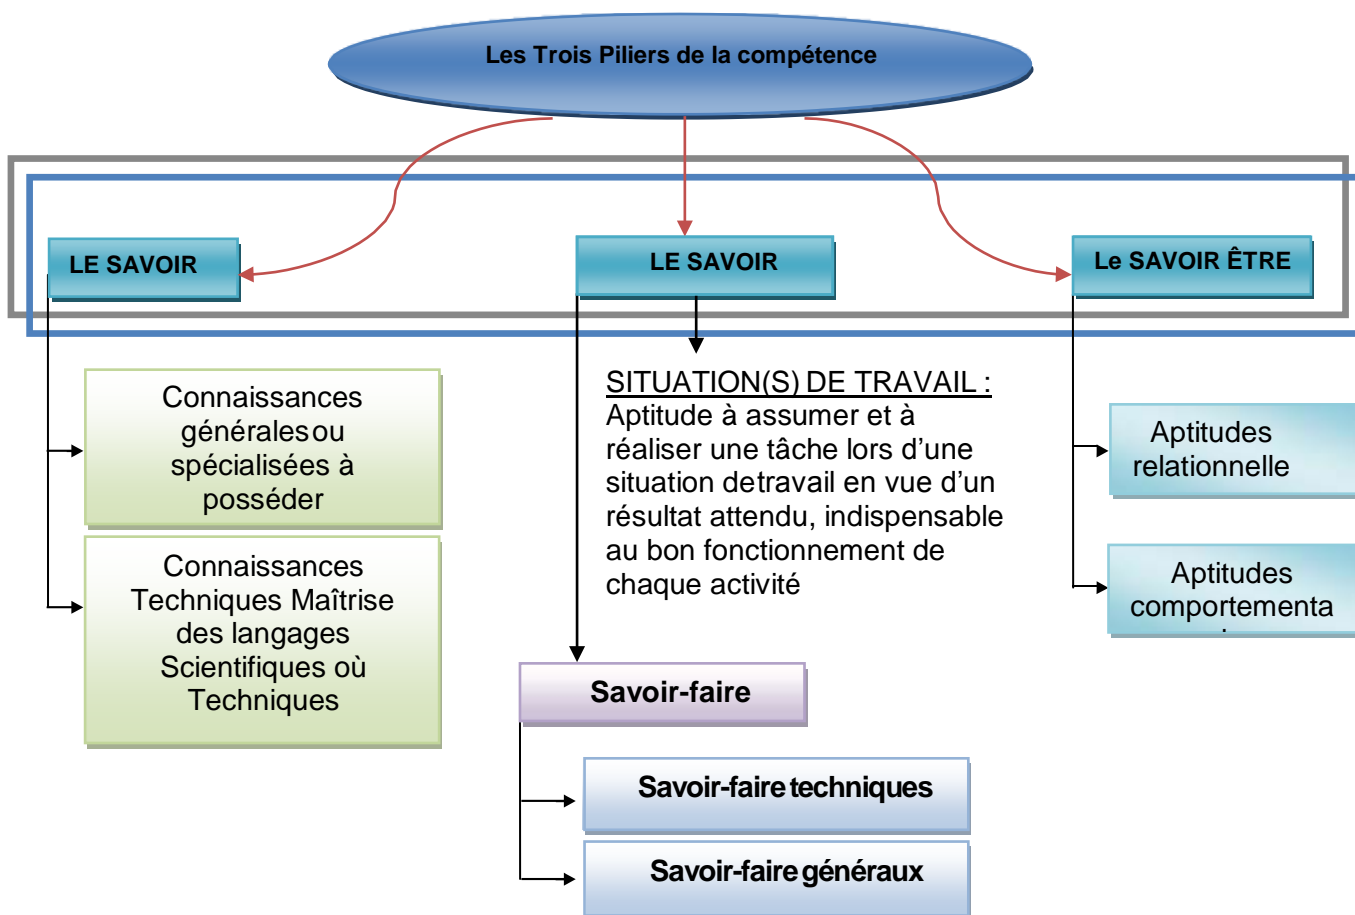 Les Trois Piliers de la compétence
LE SAVOIR
LE SAVOIR
Le SAVOIR ÊTRE
Connaissances
généralesou
spécialisées à
posséder
Connaissances
Techniques Maîtrise
des langages
Scientifiques où
Techniques
SITUATION(S) DE TRAVAIL :
Aptitude à assumer et à
réaliser une tâche lors d’une
situation detravail en vue d’un
résultat attendu, indispensable
au bon fonctionnement de
chaque activité
Savoir-faire
Savoir-faire techniques
Savoir-faire généraux
Aptitudes
relationnelle
Aptitudes
comportementa